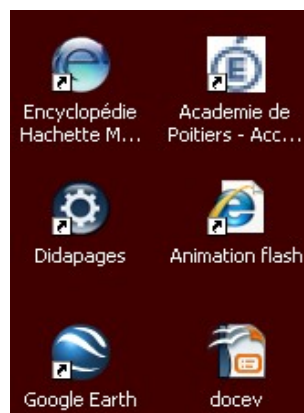 Encyclopédie
Hachette M...
Academie de
Poitiers - Acc...
Didapages
Animation flash
Google Earth
docev